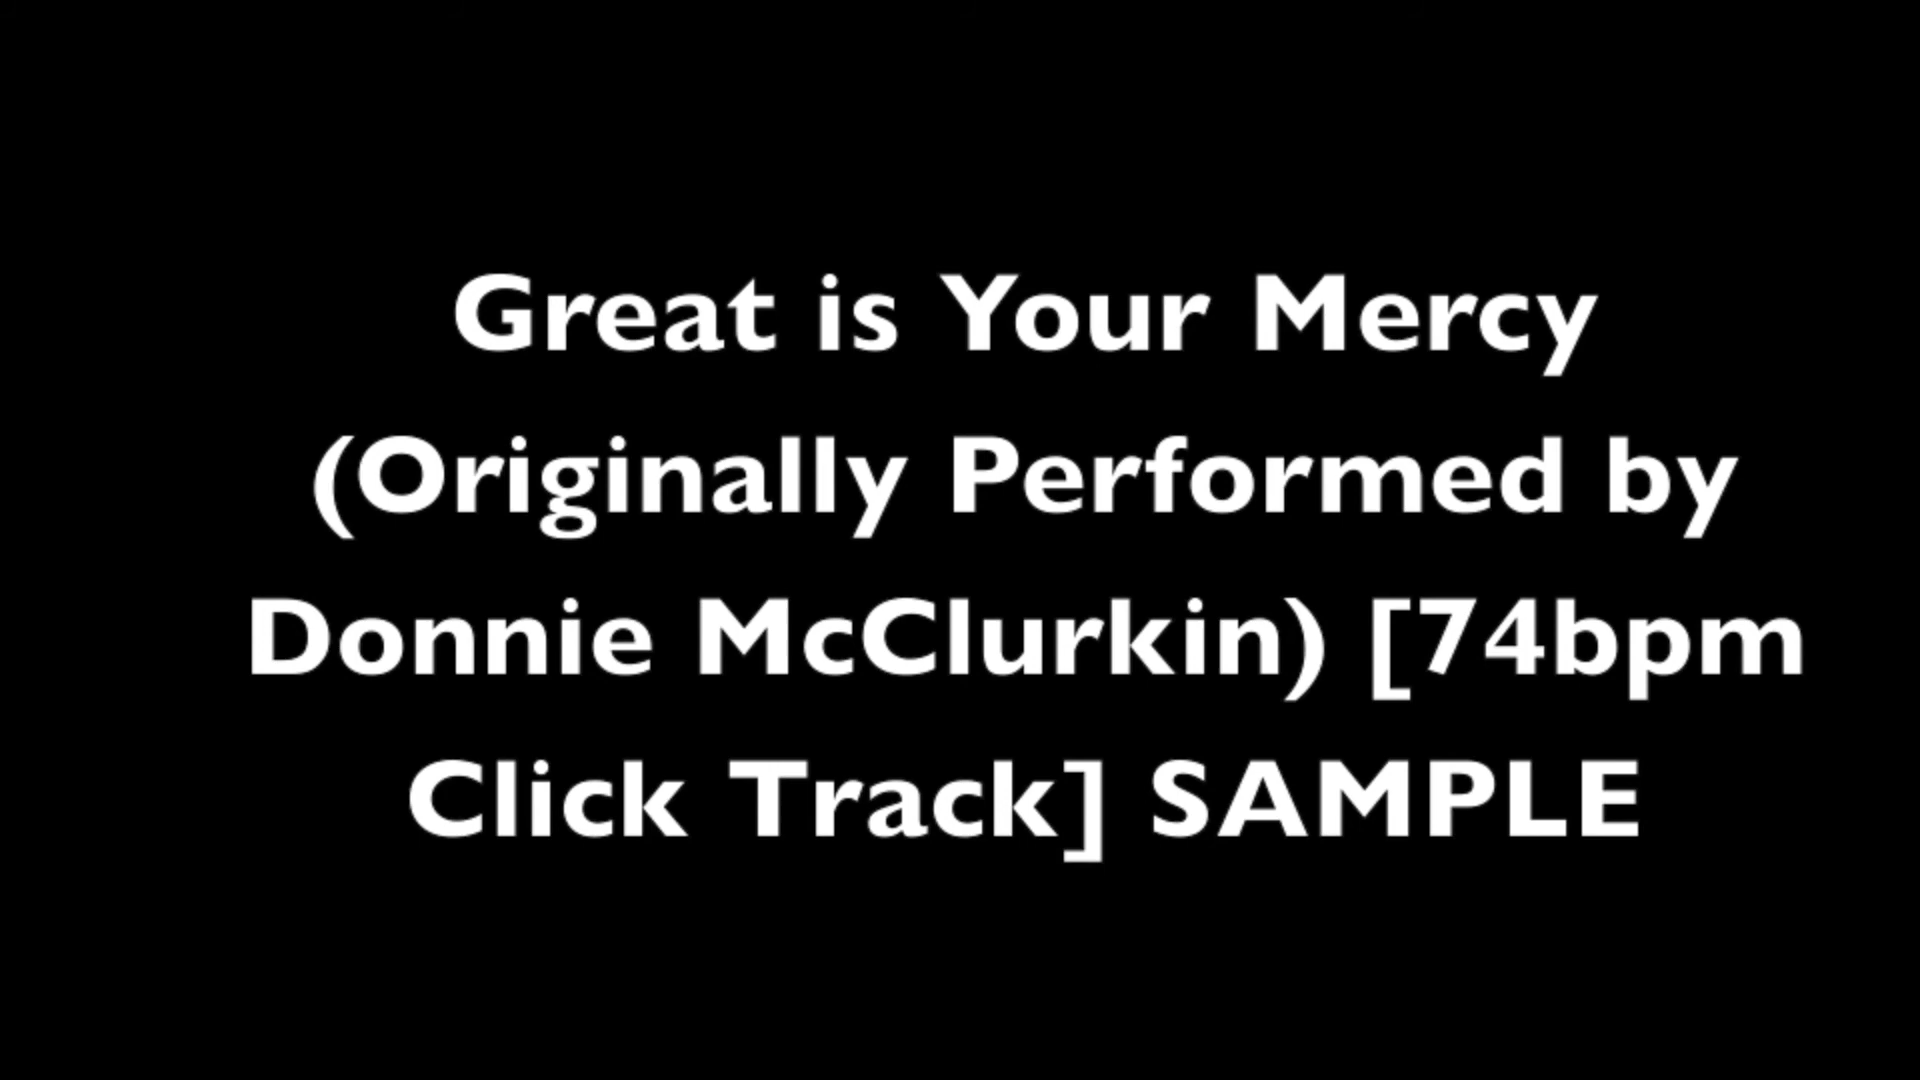 Great is Your Mercy
(Originally Performed by
Donnie McClurkin) [74bpm
Click Track] SAMPLE